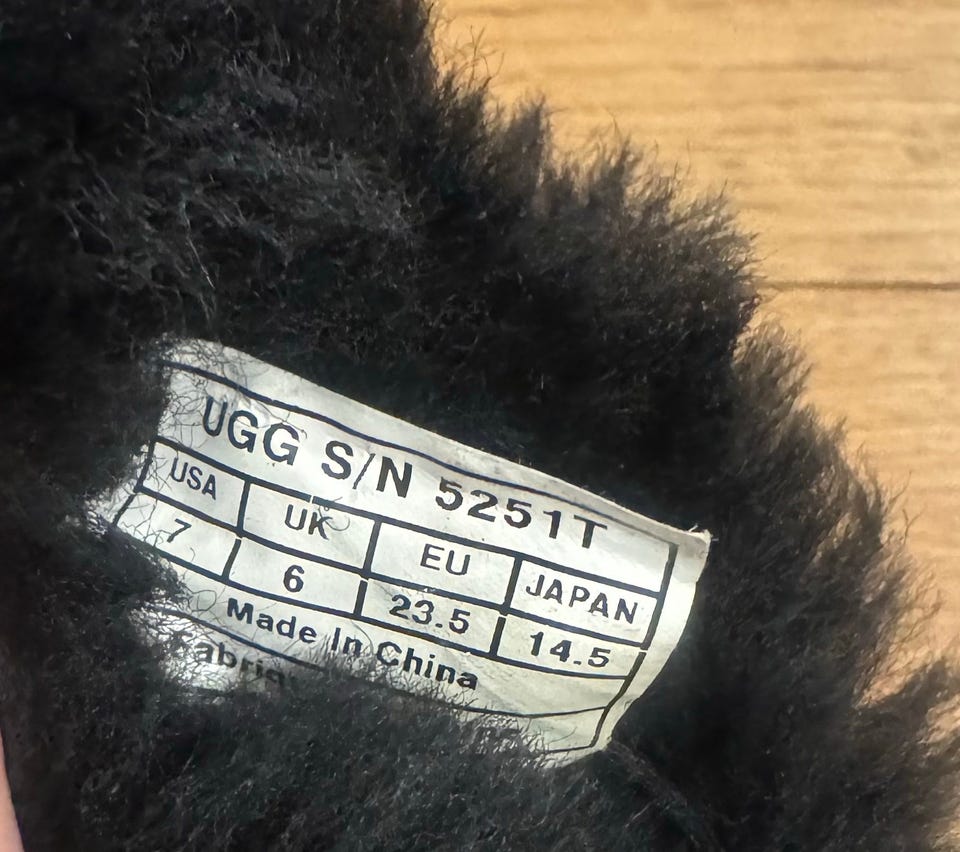 UGG S/N 5251T
USA UK EU JAPAN
7 6 23.5 14.5
Made In China